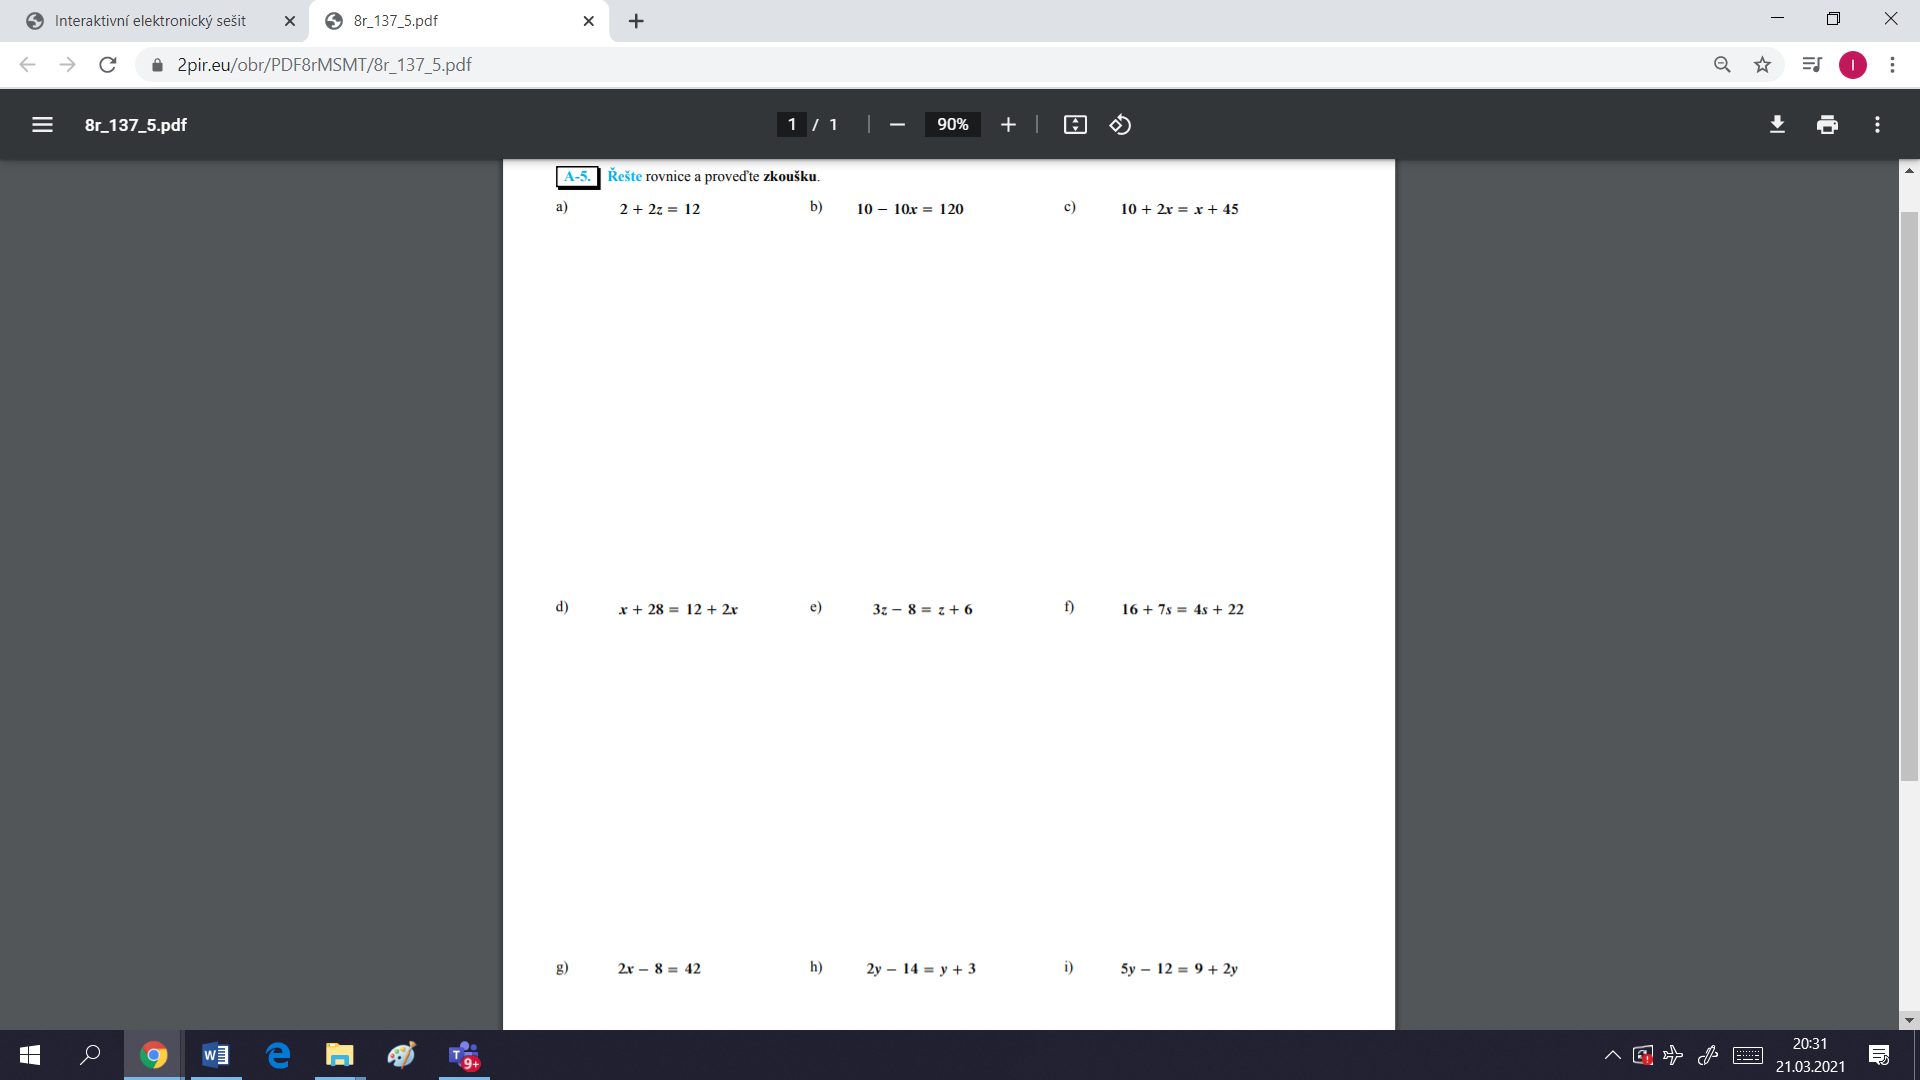 Interaktivní elektronický sešit
8r_137_5.pdf
2pir.eu/obr/PDF8rMSMT/8r_137_5.pdf
I
8r_137_5.pdf
1 / 1
90%
A-5. Řešte rovnice a proveďte zkoušku.
a) 2 + 2z = 12 b) 10 − 10x = 120 c) 10 + 2x = x + 45
d) x + 28 = 12 + 2x e) 3z − 8 = z + 6 f) 16 + 7s = 4s + 22
g) 2x − 8 = 42 h) 2y − 14 = y + 3 i) 5y − 12 = 9 + 2y
W
T
9+
20:31
21.03.2021